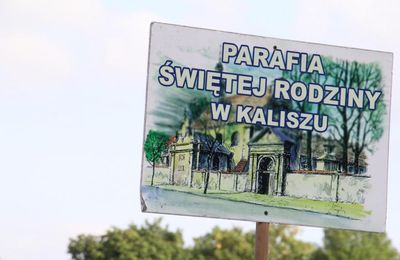 PARAFIA
ŚWIĘTEJ RODZINY
W KALISZU